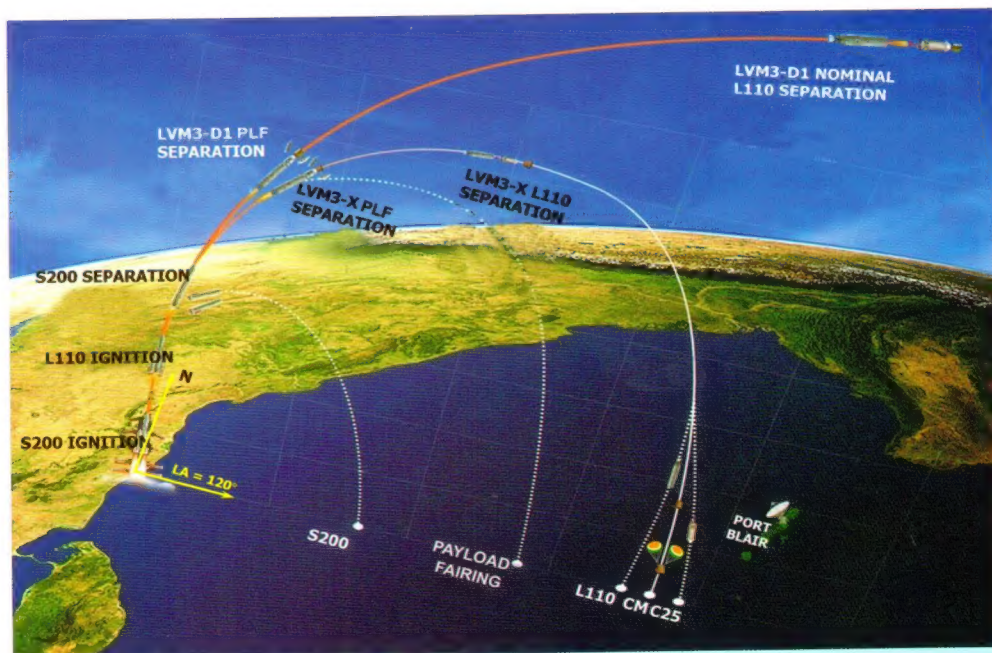 LVM3-D1 NOMINAL
L110 SEPARATION
LVM3-D1 PLF
SEPARATION
LVM3-X L110
SEPARATION
LVM3-X PLF
SEPARATION
S200 SEPARATION
L110 IGNITION
N
S200 IGNITION
LA = 120°
S200
PAYLOAD
FAIRING
PORT
BLAIR
L110 CM C25